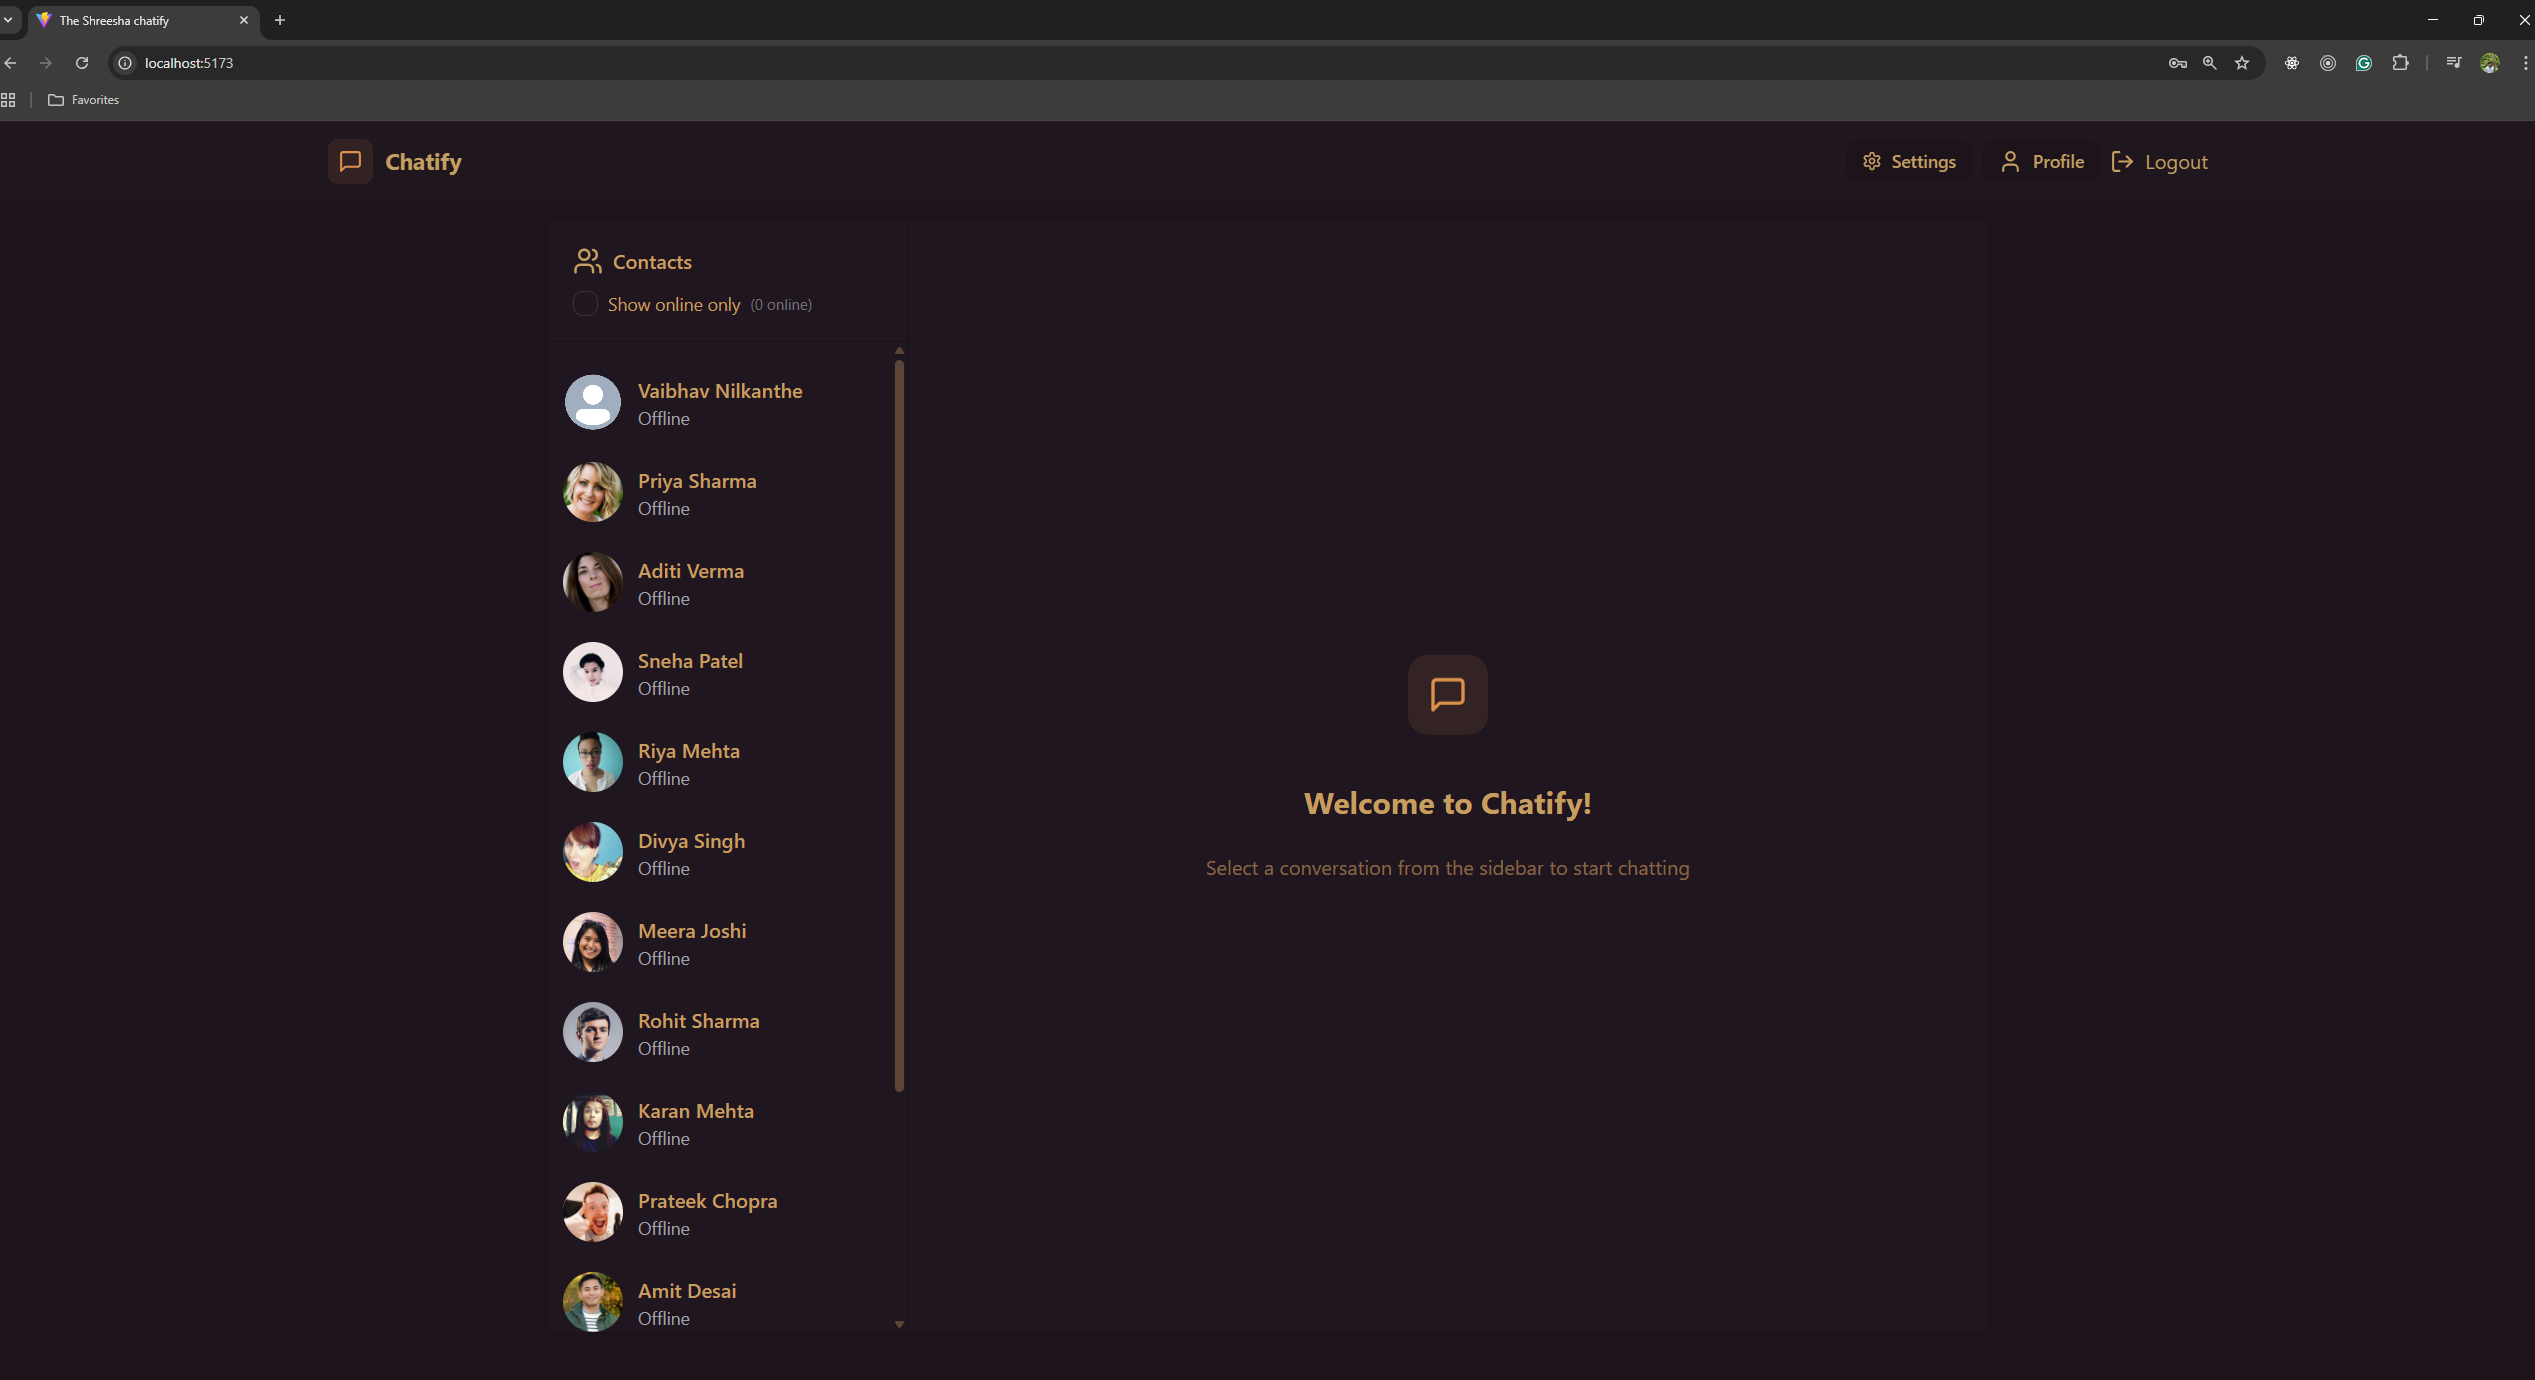 The Shreesha chatify
localhost:5173
Favorites
Chatify
Settings
Profile
Logout
Contacts
Show online only (0 online)
Vaibhav Nilkanthe
Offline
Priya Sharma
Offline
Aditi Verma
Offline
Sneha Patel
Offline
Riya Mehta
Offline
Divya Singh
Offline
Meera Joshi
Offline
Rohit Sharma
Offline
Karan Mehta
Offline
Prateek Chopra
Offline
Amit Desai
Offline
Welcome to Chatify!
Select a conversation from the sidebar to start chatting